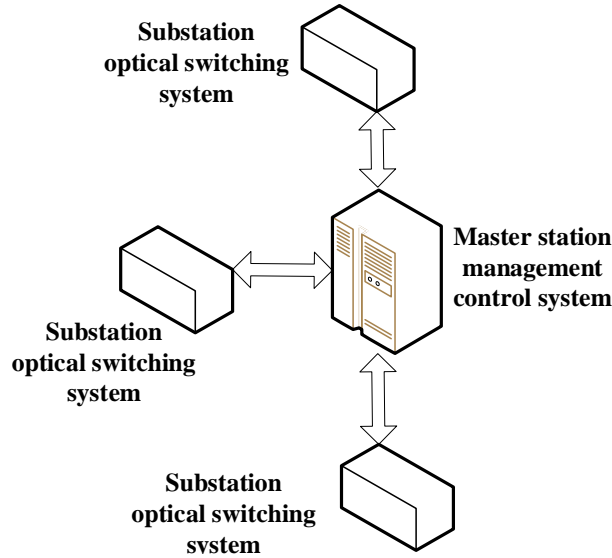 Substation
optical switching
system
Master station
management
control system
Substation
optical switching
system
Substation
optical switching
system